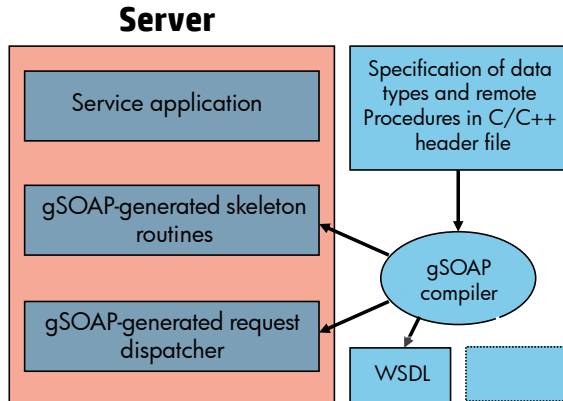 Server
Service application
gSOAP-generated skeleton
routines
gSOAP-generated request
dispatcher
Specification of data
types and remote
Procedures in C/C++
header file
gSOAP
compiler
WSDL